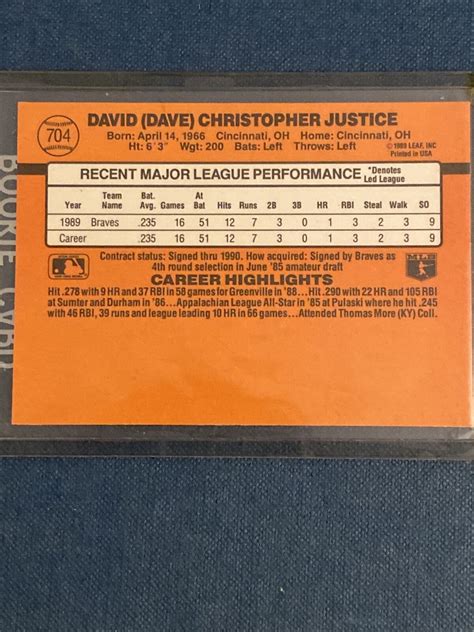 704
DAVID (DAVE) CHRISTOPHER JUSTICE
Born: April 14, 1966 Cincinnati, OH Home: Cincinnati, OH
Ht: 6'3" Wgt: 200 Bats: Left Throws: Left
©1989 LEAF, INC
Printed in USA
RECENT MAJOR LEAGUE PERFORMANCE *Denotes Led League
Year Team Name Bat. Avg. Games At Bat Hits Runs 2B 3B HR RBI Steal Walk SO
1989 Braves .235 16 51 12 7 3 0 1 3 2 3 9
Career .235 16 51 12 7 3 0 1 3 2 3 9
Contract status: Signed thru 1990. How acquired: Signed by Braves as
4th round selection in June '85 amateur draft
CAREER HIGHLIGHTS
Hit .278 with 9 HR and 37 RBI in 58 games for Greenville in '88...Hit .290 with 22 HR and 105 RBI
at Sumter and Durham in '86...Appalachian League All-Star in '85 at Pulaski where he hit .245
with 46 RBI, 39 runs and league leading 10 HR in 66 games...Attended Thomas More (KY) Coll.